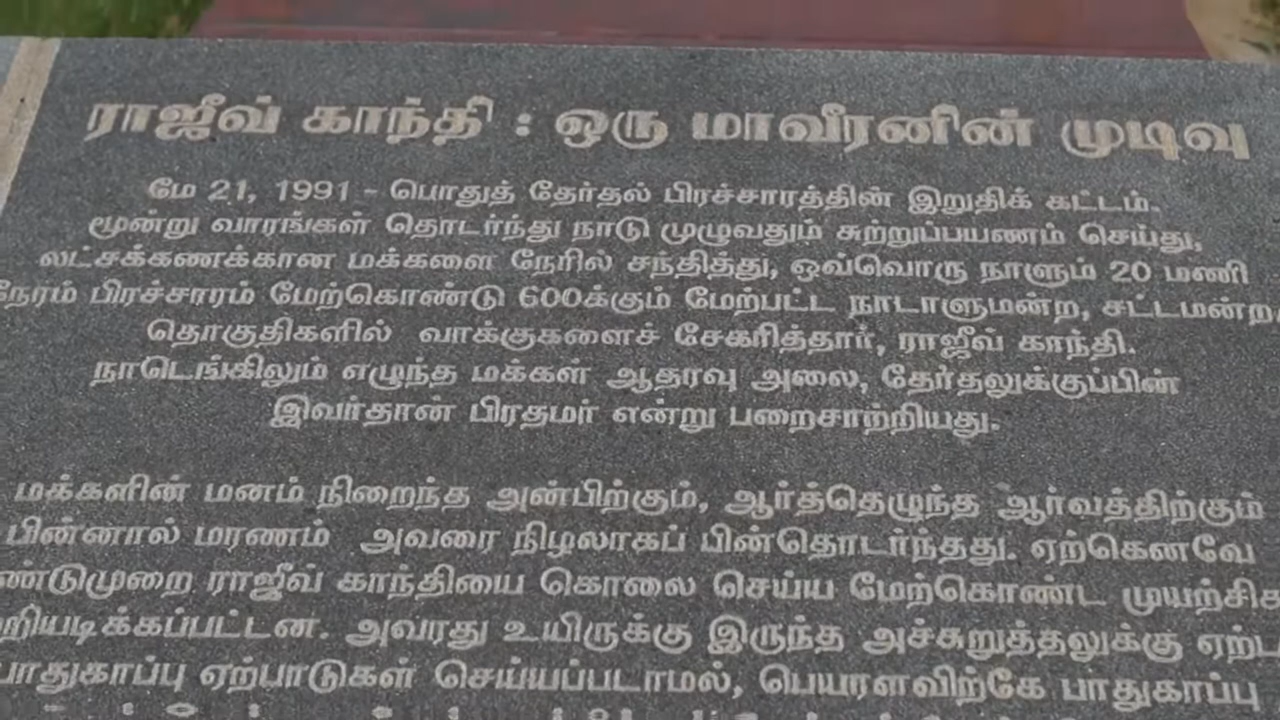 ராஜீவ் காந்தி : ஒரு மாவீரனின் முடிவு
மே 21, 1991 - பொதுத் தேர்தல் பிரச்சாரத்தின் இறுதிக் கட்டம்.
மூன்று வாரங்கள் தொடர்ந்து நாடு முழுவதும் சுற்றுப்பயணம் செய்து,
லட்சக்கணக்கான மக்களை நேரில் சந்தித்து, ஒவ்வொரு நாளும் 20 மணி
நேரம் பிரச்சாரம் மேற்கொண்டு 600க்கும் மேற்பட்ட நாடாளுமன்ற, சட்டமன்ற
தொகுதிகளில் வாக்குகளைச் சேகரித்தார், ராஜீவ் காந்தி.
நாடெங்கிலும் எழுந்த மக்கள் ஆதரவு அலை, தேர்தலுக்குப்பின்
இவர்தான் பிரதமர் என்று பறைசாற்றியது.
மக்களின் மனம் நிறைந்த அன்பிற்கும், ஆர்த்தெழுந்த ஆர்வத்திற்கும்
பின்னால் மரணம் அவரை நிழலாகப் பின்தொடர்ந்தது. ஏற்கெனவே
ண்டுமுறை ராஜீவ் காந்தியை கொலை செய்ய மேற்கொண்ட முயற்சிக
றியடிக்கப்பட்டன. அவரது உயிருக்கு இருந்த அச்சுறுத்தலுக்கு ஏற்ப
பாதுகாப்பு ஏற்பாடுகள் செய்யப்படாமல், பெயரளவிற்கே பாதுகாப்பு